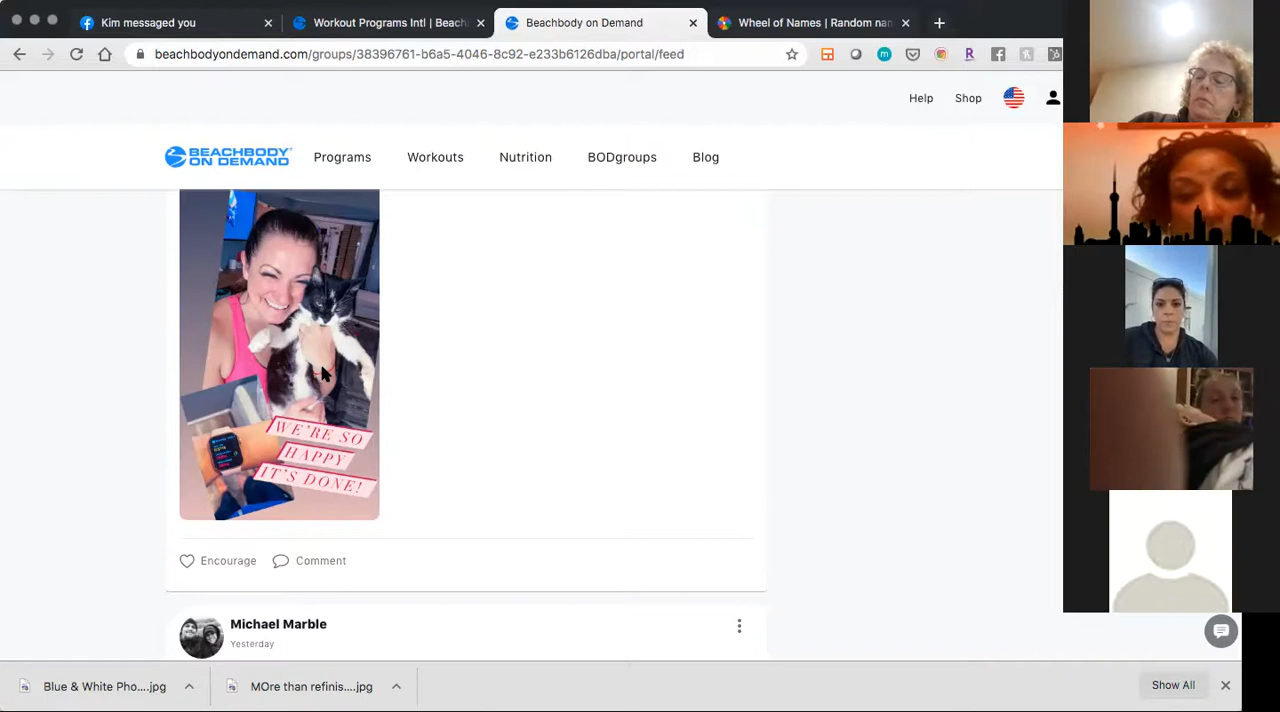 Kim messaged you
Workout Programs Intl | Beach
Beachbody on Demand
Wheel of Names | Random nan
beachbodyondemand.com/groups/38396761-b6a5-4046-8c92-e233b6126dba/portal/feed
Help
Shop
BEACHBODY
ON DEMAND
Programs
Workouts
Nutrition
BODgroups
Blog
WE'RE SO
HAPPY
IT'S DONE!
Encourage
Comment
Michael Marble
Yesterday
Blue & White Pho....jpg
MOre than refinis....jpg
Show All